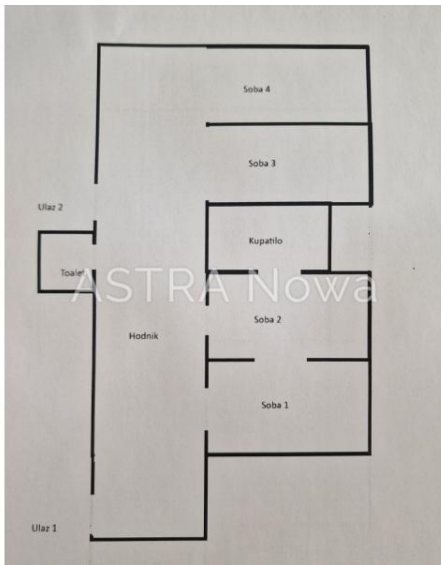 Soba 4
Soba 3
Ulaz 2
Kupatilo
Toalet
ASTRA Nowa
Soba 2
Hodnik
Soba 1
Ulaz 1